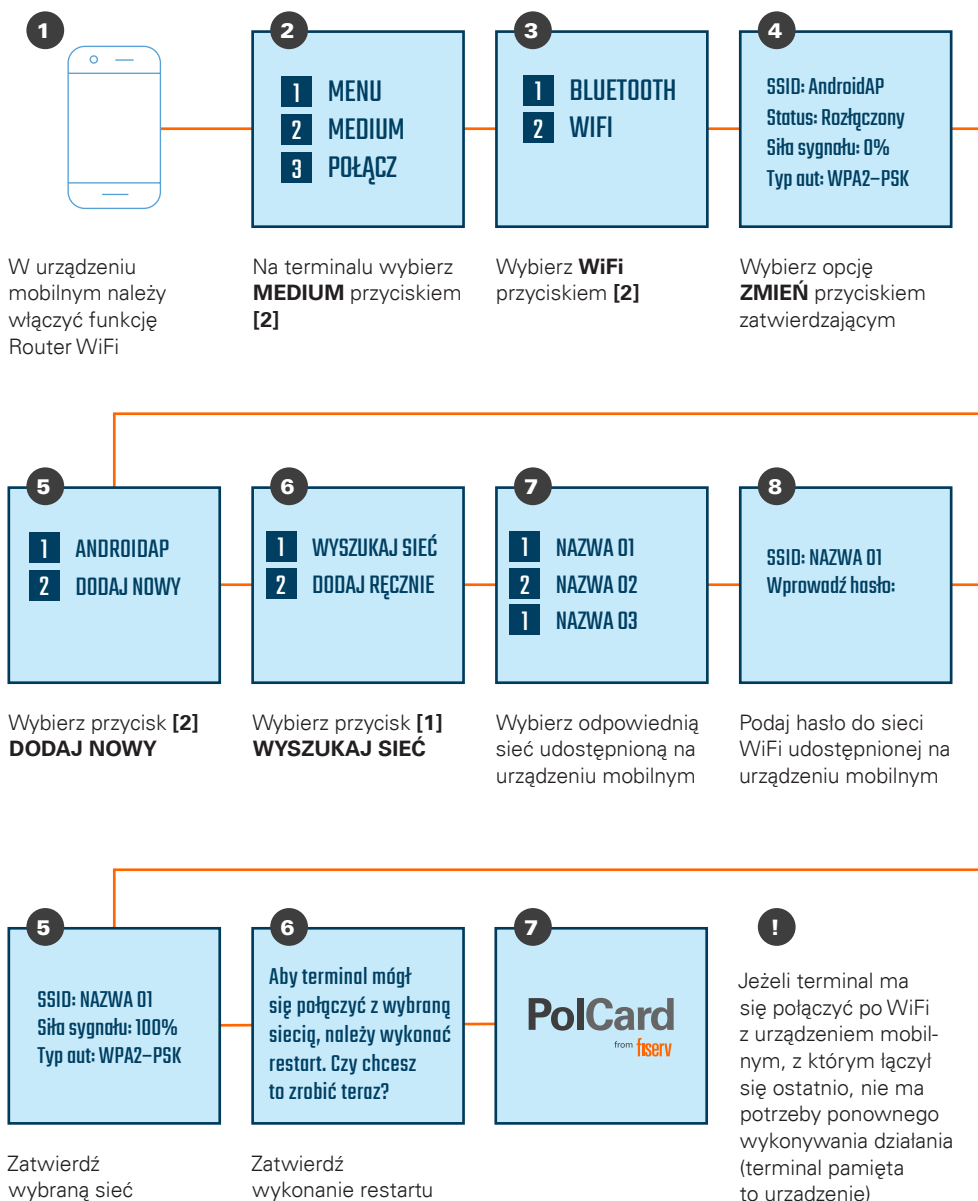 1
W urządzeniu
mobilnym należy
włączyć funkcję
Router WiFi
2
1 MENU
2 MEDIUM
3 POŁĄCZ
Na terminalu wybierz
MEDIUM przyciskiem
[2]
3
1 BLUETOOTH
2 WIFI
Wybierz WiFi
przyciskiem [2]
4
SSID: AndroidAP
Status: Rozłączony
Siła sygnału: 0%
Typ aut: WPA2–PSK
Wybierz opcję
ZMIEŃ przyciskiem
zatwierdzającym
5
1 ANDROIDAP
2 DODAJ NOWY
Wybierz przycisk [2]
DODAJ NOWY
6
1 WYSZUKAJ SIEĆ
2 DODAJ RĘCZNIE
Wybierz przycisk [1]
WYSZUKAJ SIEĆ
7
1 NAZWA 01
2 NAZWA 02
1 NAZWA 03
Wybierz odpowiednią
sieć udostępnioną na
urządzeniu mobilnym
8
SSID: NAZWA 01
Wprowadź hasło:
Podaj hasło do sieci
WiFi udostępnionej na
urządzeniu mobilnym
5
SSID: NAZWA 01
Siła sygnału: 100%
Typ aut: WPA2–PSK
Zatwierdź
wybraną sieć
6
Aby terminal mógł
się połączyć z wybraną
siecią, należy wykonać
restart. Czy chcesz
to zrobić teraz?
Zatwierdź
wykonanie restartu
7
PolCard
from fiserv
!
Jeżeli terminal ma
się połączyć po WiFi
z urządzeniem mobil-
nym, z którym łączył
się ostatnio, nie ma
potrzeby ponownego
wykonywania działania
(terminal pamięta
to urządzenie)